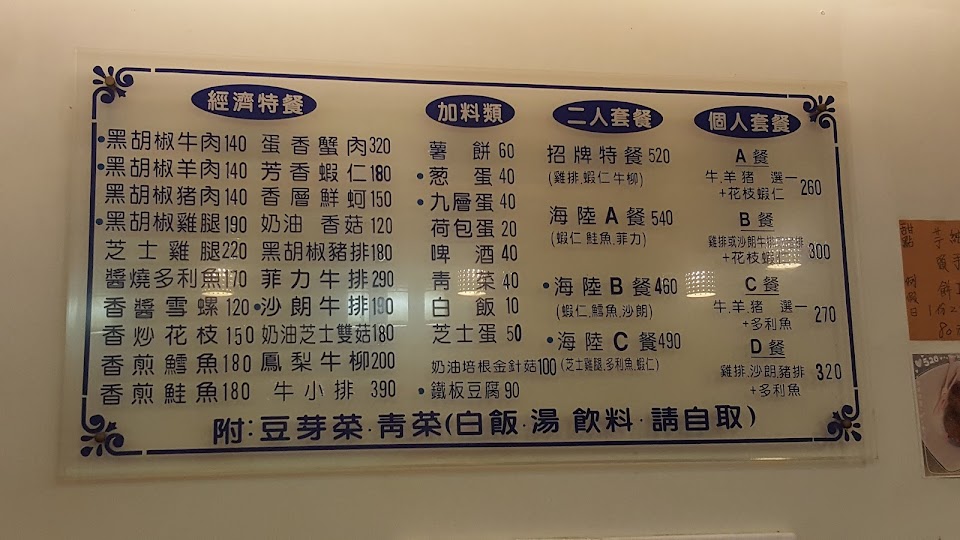 經濟特餐
•黑胡椒牛肉140
•黑胡椒羊肉140
黑胡椒猪肉140
•黑胡椒雞腿190
芝士雞腿220
醬燒多利魚170
香醬雪螺120
香炒花枝150
香煎鱈魚180
香煎鮭魚180
蛋香蟹肉320
芳香蝦仁180
香層鮮蚵150
奶油 香菇120
黑胡椒豬排180
菲力牛排290
•沙朗牛排190
奶油芝士雙菇180
鳳梨牛柳200
牛小排 390
加料類
薯餅60
•葱蛋40
•九層蛋40
荷包蛋20
啤酒40
青菜40
白飯10
芝士蛋50
奶油培根金針菇100
•鐵板豆腐90
二人套餐
招牌特餐520
(雞排,蝦仁 牛柳)
海陸A餐540
(蝦仁 鮭魚,菲力)
•海陸B餐460
(蝦仁,鱈魚,沙朗)
•海陸C餐490
(芝士雞腿,多利魚,蝦仁)
個人套餐
A餐
牛.羊猪 選一
+花枝蝦仁 260
B餐
雞排或沙朗牛排
+花枝蝦仁 300
C餐
牛.羊.猪 選一
+多利魚 270
D餐
雞排.沙朗.豬排
+多利魚 320
附:豆芽菜·青菜(白飯·湯 飲料·請自取)